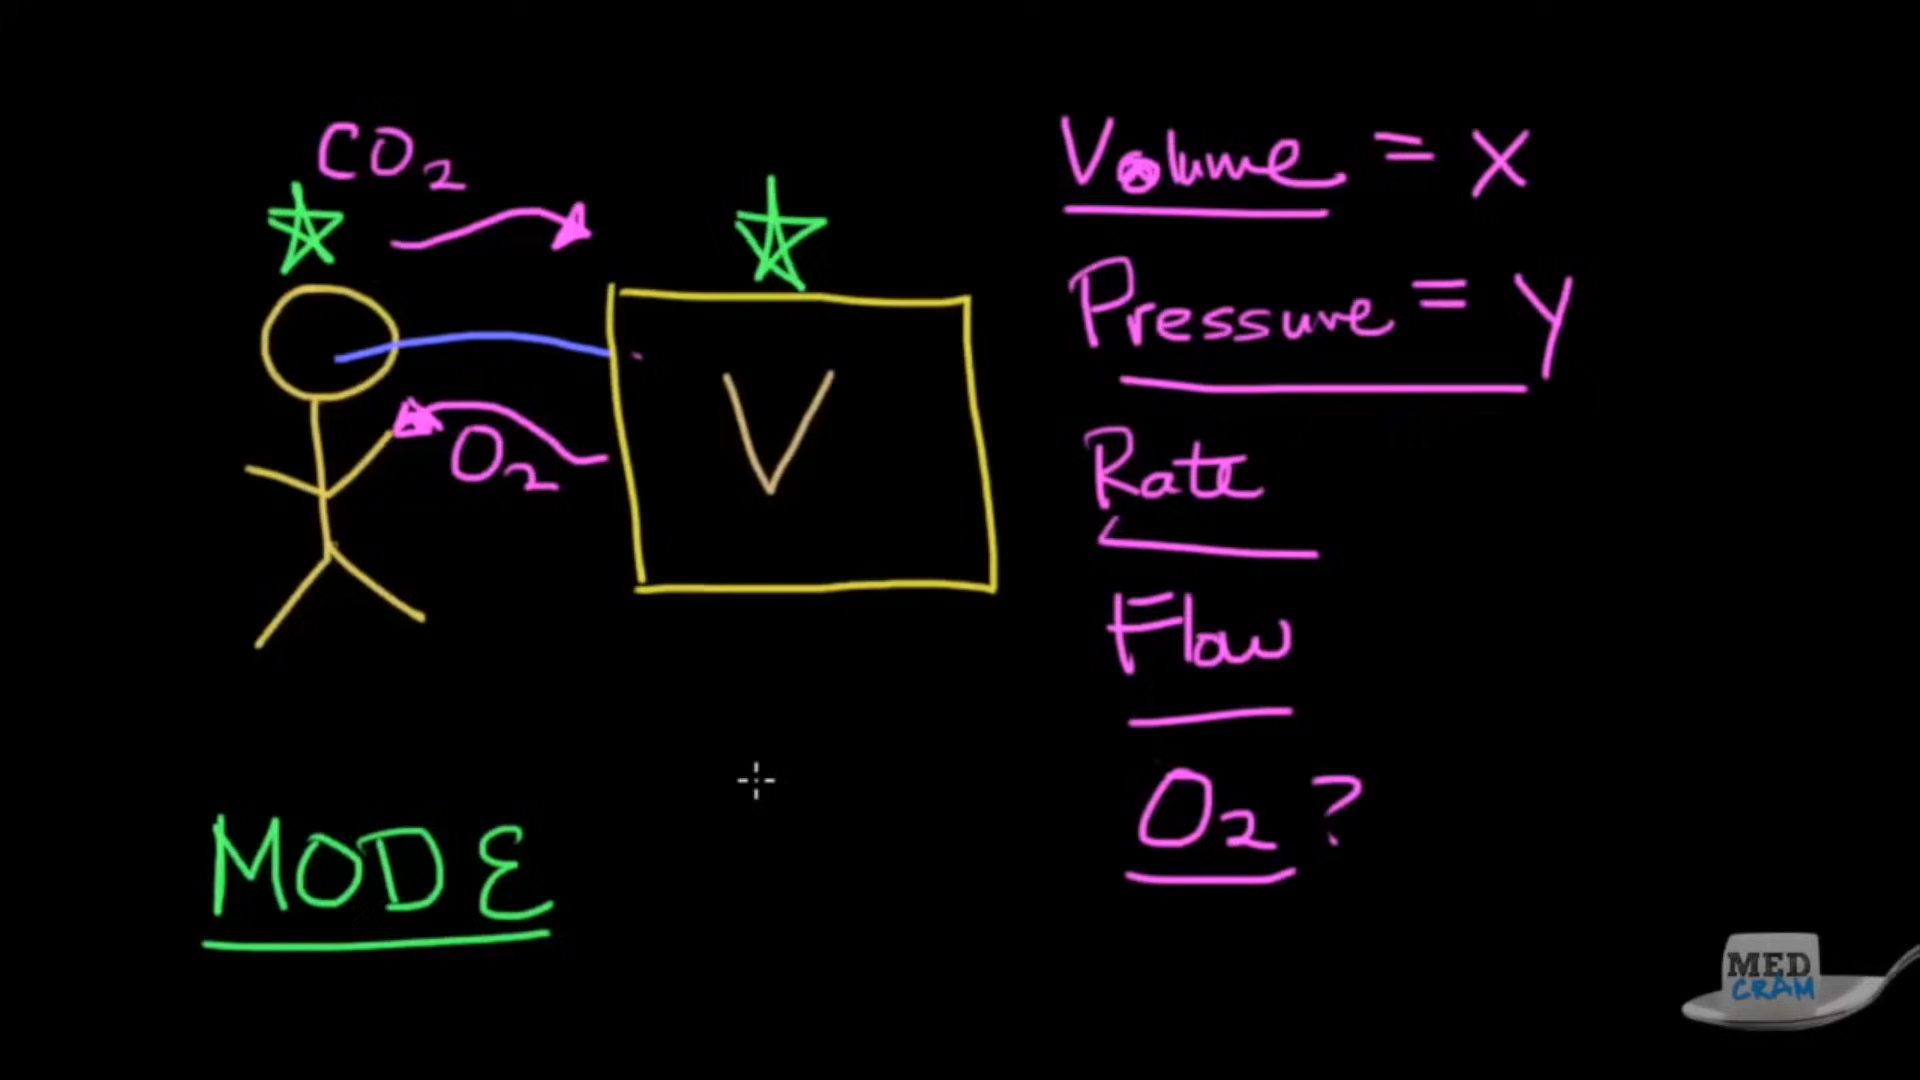 CO2
O2
V
MODE
Volume = X
Pressure = Y
Rate
Flow
O2?
MED
CRAM